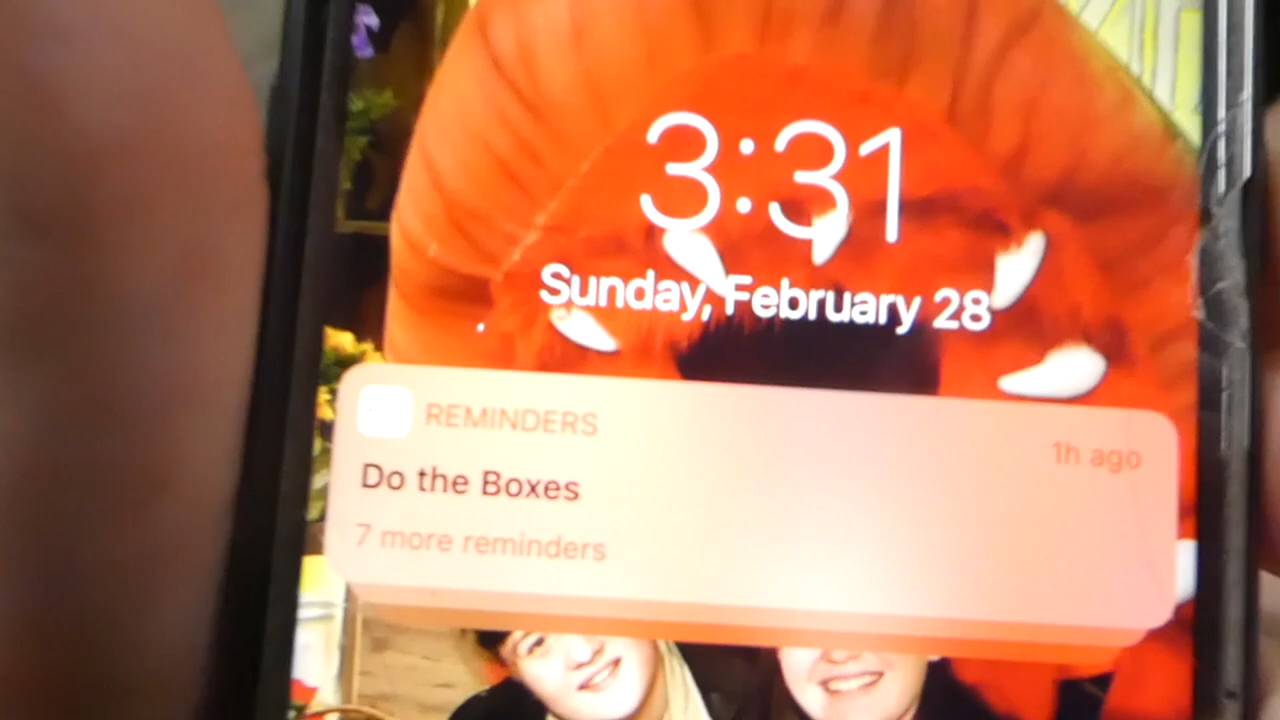 3:31
Sunday, February 28
REMINDERS
1h ago
Do the Boxes
7 more reminders